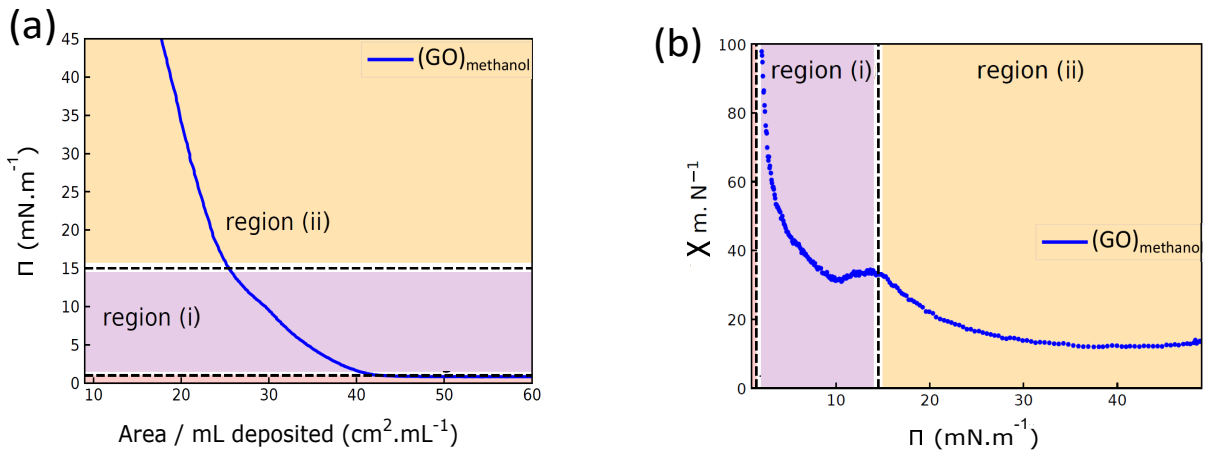 (a)
45
40
35
30
25
20
15
10
5
0
Π (mN.m⁻¹)
(GO)methanol
region (ii)
region (i)
10 20 30 40 50 60
Area / mL deposited (cm².mL⁻¹)
(b)
100
80
60
40
20
0
χ m. N⁻¹
region (i)
region (ii)
(GO)methanol
10 20 30 40
Π (mN.m⁻¹)